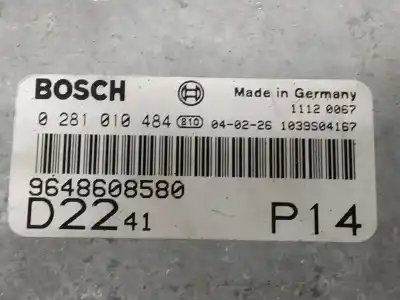 BOSCH Made in Germany
1112 0067
0 281 010 484 810 04-02-26 1039S04167
9648608580
D22 41 P14